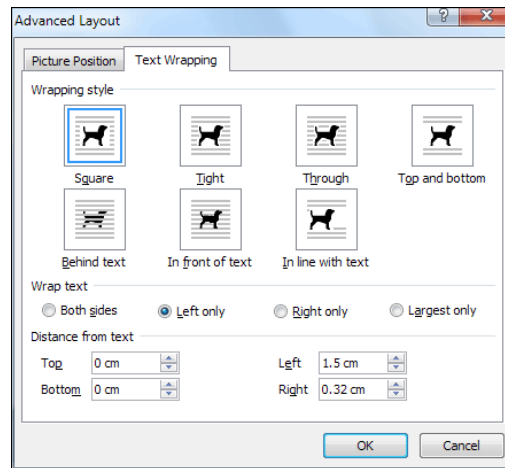 Advanced Layout
Picture Position Text Wrapping
Wrapping style
Square Tight Through Top and bottom
Behind text In front of text In line with text
Wrap text
Both sides Left only Right only Largest only
Distance from text
Top 0 cm Left 1.5 cm
Bottom 0 cm Right 0.32 cm
OK Cancel